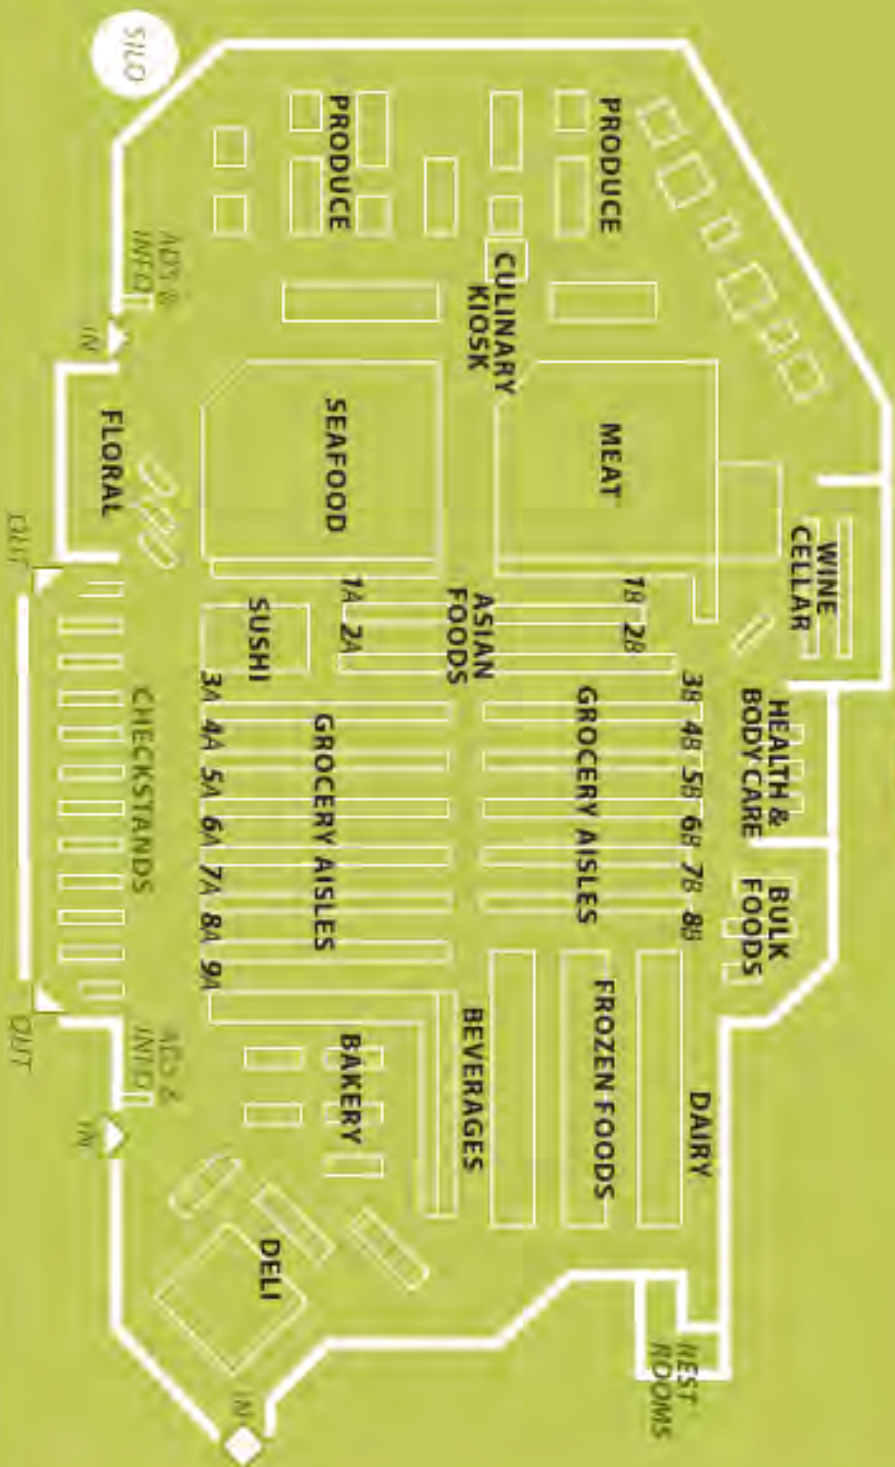 SILO
PRODUCE
PRODUCE
ADS &
INFO
IN
CULINARY
KIOSK
FLORAL
SEAFOOD
MEAT
WINE
CELLAR
OUT
1A 2A
1B 2B
ASIAN
FOODS
SUSHI
3A 4A 5A 6A 7A 8A 9A
3B 4B 5B 6B 7B 8B
GROCERY AISLES
GROCERY AISLES
HEALTH &
BODY CARE
BULK
FOODS
CHECKSTANDS
OUT
ADS &
INFO
IN
BAKERY
BEVERAGES
FROZEN FOODS
DAIRY
DELI
REST
ROOMS
IN